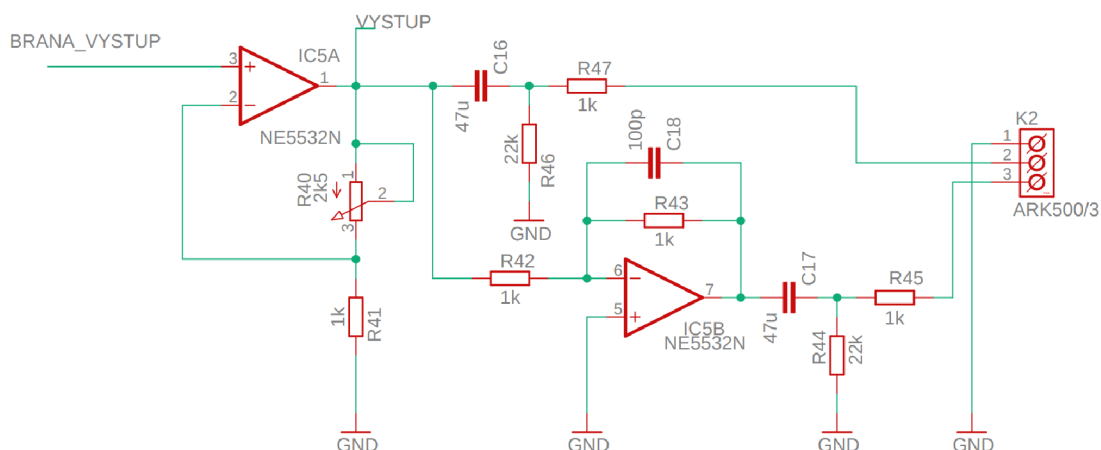 VYSTUP
BRANA_VYSTUP
IC5A
3
1
2
NE5532N
C16
47u
R47
1k
22k
R46
GND
R40
2k5
1
2
3
1k
R41
GND
100p
C18
R43
1k
R42
1k
6
7
5
IC5B
NE5532N
GND
C17
47u
R45
1k
R44
22k
GND
K2
1
2
3
ARK500/3
GND